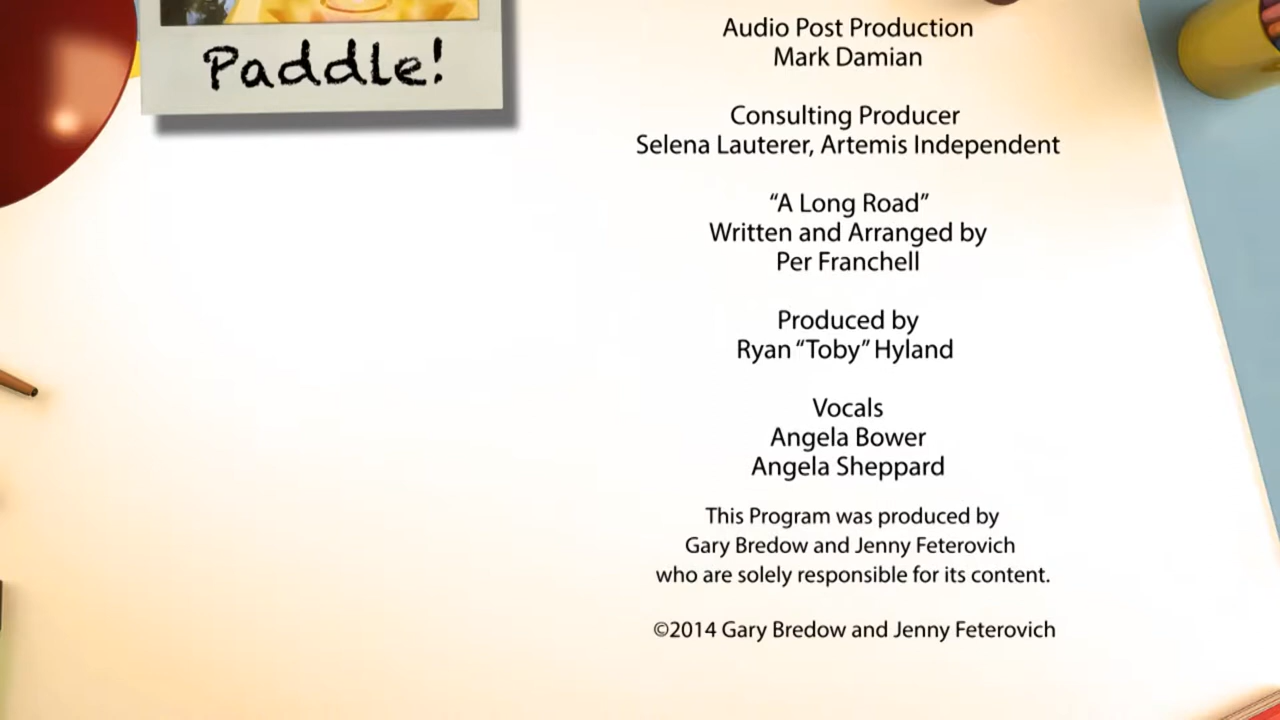 Paddle!
Audio Post Production
Mark Damian
Consulting Producer
Selena Lauterer, Artemis Independent
“A Long Road”
Written and Arranged by
Per Franchell
Produced by
Ryan “Toby” Hyland
Vocals
Angela Bower
Angela Sheppard
This Program was produced by
Gary Bredow and Jenny Feterovich
who are solely responsible for its content.
©2014 Gary Bredow and Jenny Feterovich